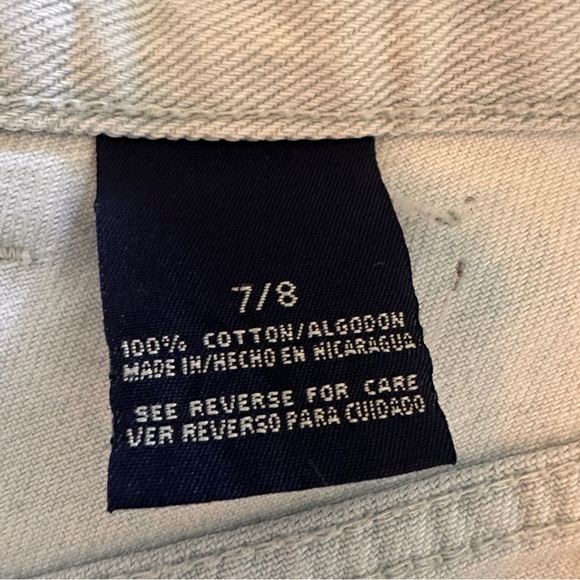 7/8
100% COTTON/ALGODON
MADE IN/HECHO EN NICARAGUA
SEE REVERSE FOR CARE
VER REVERSO PARA CUIDADO